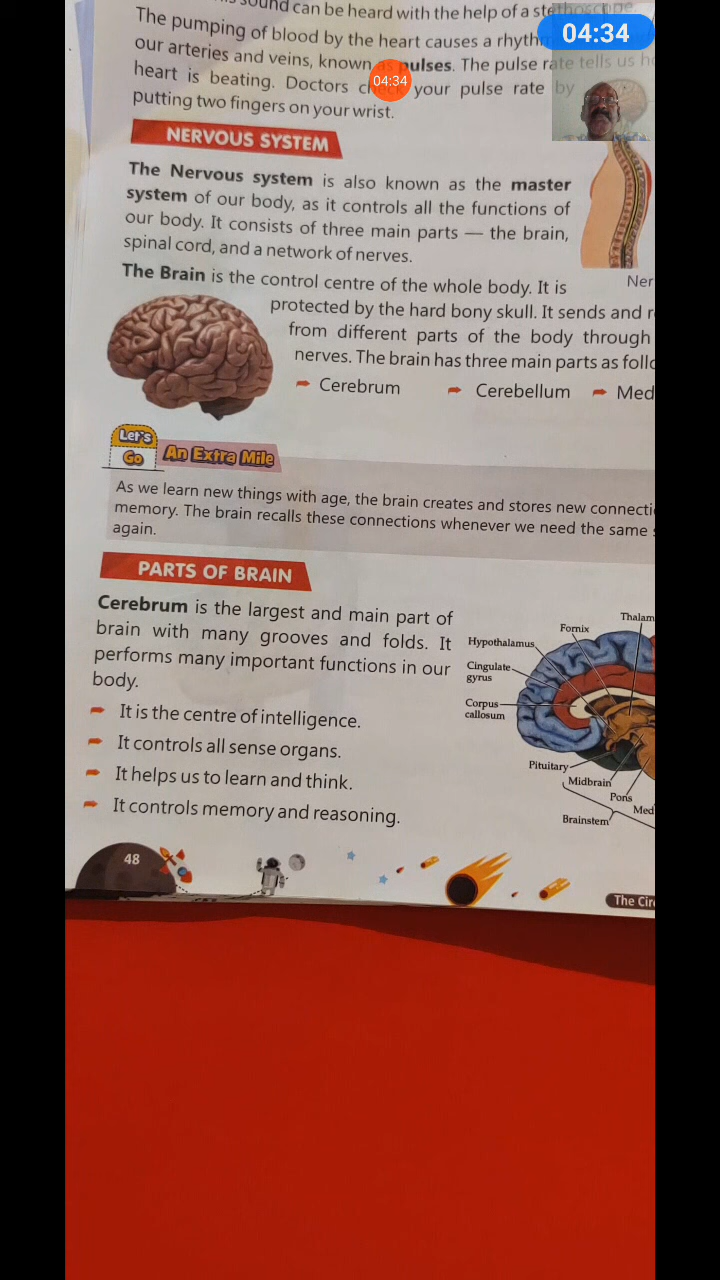 sound can be heard with the help of a stethoscope.
The pumping of blood by the heart causes a rhythm
our arteries and veins, known as pulses. The pulse rate tells us
heart is beating. Doctors check your pulse rate by
putting two fingers on your wrist.
04:34
04:34
NERVOUS SYSTEM
The Nervous system is also known as the master
system of our body, as it controls all the functions of
our body. It consists of three main parts — the brain,
spinal cord, and a network of nerves.
Ner
The Brain is the control centre of the whole body. It is
protected by the hard bony skull. It sends and
from different parts of the body through
nerves. The brain has three main parts as
Cerebrum Cerebellum Med
Let's
Go An Extra Mile
As we learn new things with age, the brain creates and stores new connecti
memory. The brain recalls these connections whenever we need the same
again.
PARTS OF BRAIN
Cerebrum is the largest and main part of
brain with many grooves and folds. It
performs many important functions in our
body.
It is the centre of intelligence.
It controls all sense organs.
It helps us to learn and think.
It controls memory and reasoning.
Thalam
Fornix
Hypothalamus
Cingulate
gyrus
Corpus
callosum
Pituitary
Midbrain
Pons
Med
Brainstem
48
The Cir